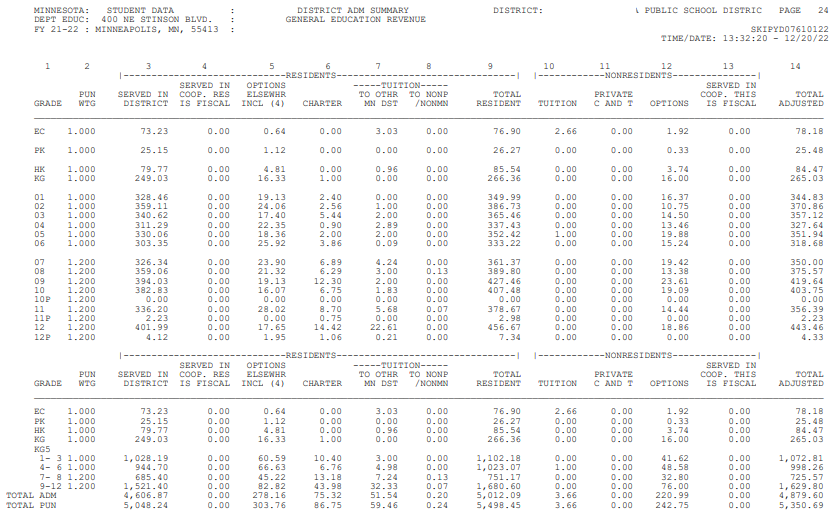 MINNESOTA: STUDENT DATA : DISTRICT ADM SUMMARY DISTRICT: PUBLIC SCHOOL DISTRIC PAGE 24
DEPT EDUC: 400 NE STINSON BLVD. : GENERAL EDUCATION REVENUE
FY 21-22 : MINNEAPOLIS, MN, 55413 : SKIPYD07610122
TIME/DATE: 13:32:20 - 12/20/22
1 2 3 4 5 6 7 8 9 10 11 12 13 14
|----------RESIDENTS----------| |----------NONRESIDENTS----------|
SERVED IN OPTIONS -----TUITION----- SERVED IN
PUN SERVED IN COOP. RES ELSEWHR TO OTHR TO NONP TOTAL PRIVATE COOP. THIS TOTAL
GRADE WTG DISTRICT IS FISCAL INCL (4) CHARTER MN DST /NONMN RESIDENT TUITION C AND T OPTIONS IS FISCAL ADJUSTED
EC 1.000 73.23 0.00 0.64 0.00 3.03 0.00 76.90 2.66 0.00 1.92 0.00 78.18
PK 1.000 25.15 0.00 1.12 0.00 0.00 0.00 26.27 0.00 0.00 0.33 0.00 25.48
HK 1.000 79.77 0.00 4.81 0.00 0.96 0.00 85.54 0.00 0.00 3.74 0.00 84.47
KG 1.000 249.03 0.00 16.33 1.00 0.00 0.00 266.36 0.00 0.00 16.00 0.00 265.03
01 1.000 328.46 0.00 19.13 2.40 0.00 0.00 349.99 0.00 0.00 16.37 0.00 344.83
02 1.000 359.11 0.00 24.06 2.56 1.00 0.00 386.73 0.00 0.00 10.75 0.00 370.86
03 1.000 340.62 0.00 17.40 5.44 2.00 0.00 365.46 0.00 0.00 14.50 0.00 357.12
04 1.000 311.29 0.00 22.35 0.90 2.89 0.00 337.43 0.00 0.00 13.46 0.00 327.64
05 1.000 330.06 0.00 18.36 2.00 2.00 0.00 352.42 1.00 0.00 19.88 0.00 351.94
06 1.000 303.35 0.00 25.92 3.86 0.09 0.00 333.22 0.00 0.00 15.24 0.00 318.68
07 1.200 326.34 0.00 23.90 6.89 4.24 0.00 361.37 0.00 0.00 19.42 0.00 350.00
08 1.200 359.06 0.00 21.32 6.29 3.00 0.13 389.80 0.00 0.00 13.38 0.00 375.57
09 1.200 394.03 0.00 19.13 12.30 2.00 0.00 427.46 0.00 0.00 23.61 0.00 419.64
10 1.200 382.83 0.00 16.07 6.75 1.83 0.00 407.48 0.00 0.00 19.09 0.00 403.75
10P 1.200 0.00 0.00 0.00 0.00 0.00 0.00 0.00 0.00 0.00 0.00 0.00 0.00
11 1.200 336.20 0.00 28.02 8.70 5.68 0.07 378.67 0.00 0.00 14.44 0.00 356.39
11P 1.200 2.23 0.00 0.00 0.75 0.00 0.00 2.98 0.00 0.00 0.00 0.00 2.23
12 1.200 401.99 0.00 17.65 14.42 22.61 0.00 456.67 0.00 0.00 18.86 0.00 443.46
12P 1.200 4.12 0.00 1.95 1.06 0.21 0.00 7.34 0.00 0.00 0.00 0.00 4.33
|----------RESIDENTS----------| |----------NONRESIDENTS----------|
SERVED IN OPTIONS -----TUITION----- SERVED IN
PUN SERVED IN COOP. RES ELSEWHR TO OTHR TO NONP TOTAL PRIVATE COOP. THIS TOTAL
GRADE WTG DISTRICT IS FISCAL INCL (4) CHARTER MN DST /NONMN RESIDENT TUITION C AND T OPTIONS IS FISCAL ADJUSTED
EC 1.000 73.23 0.00 0.64 0.00 3.03 0.00 76.90 2.66 0.00 1.92 0.00 78.18
PK 1.000 25.15 0.00 1.12 0.00 0.00 0.00 26.27 0.00 0.00 0.33 0.00 25.48
HK 1.000 79.77 0.00 4.81 0.00 0.96 0.00 85.54 0.00 0.00 3.74 0.00 84.47
KG 1.000 249.03 0.00 16.33 1.00 0.00 0.00 266.36 0.00 0.00 16.00 0.00 265.03
KG5
1- 3 1.000 1,028.19 0.00 60.59 10.40 3.00 0.00 1,102.18 0.00 0.00 41.62 0.00 1,072.81
4- 6 1.000 944.70 0.00 66.63 6.76 4.98 0.00 1,023.07 1.00 0.00 48.58 0.00 998.26
7- 8 1.200 685.40 0.00 45.22 13.18 7.24 0.13 751.17 0.00 0.00 32.80 0.00 725.57
9-12 1.200 1,521.40 0.00 82.82 43.98 32.33 0.07 1,680.60 0.00 0.00 76.00 0.00 1,629.80
TOTAL ADM 4,606.87 0.00 278.16 75.32 51.54 0.20 5,012.09 3.66 0.00 220.99 0.00 4,879.60
TOTAL PUN 5,048.24 0.00 303.76 86.75 59.46 0.24 5,498.45 3.66 0.00 242.75 0.00 5,350.69